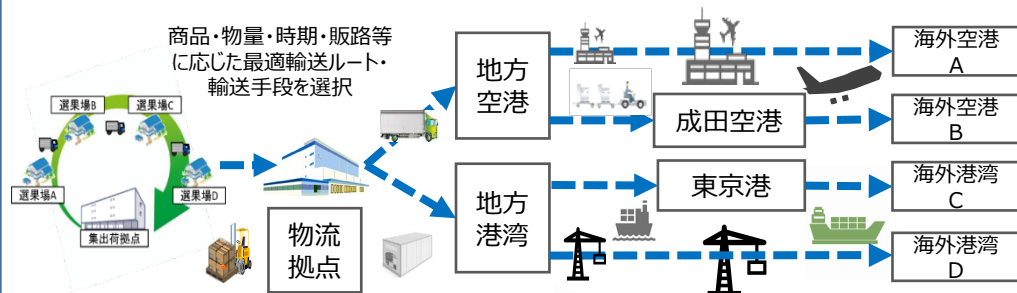 商品・物量・時期・販路等
に応じた最適輸送ルート・
輸送手段を選択
選果場B
選果場C
選果場A
選果場D
集出荷拠点
物流
拠点
地方
空港
地方
港湾
成田空港
東京港
海外空港
A
海外空港
B
海外港湾
C
海外港湾
D